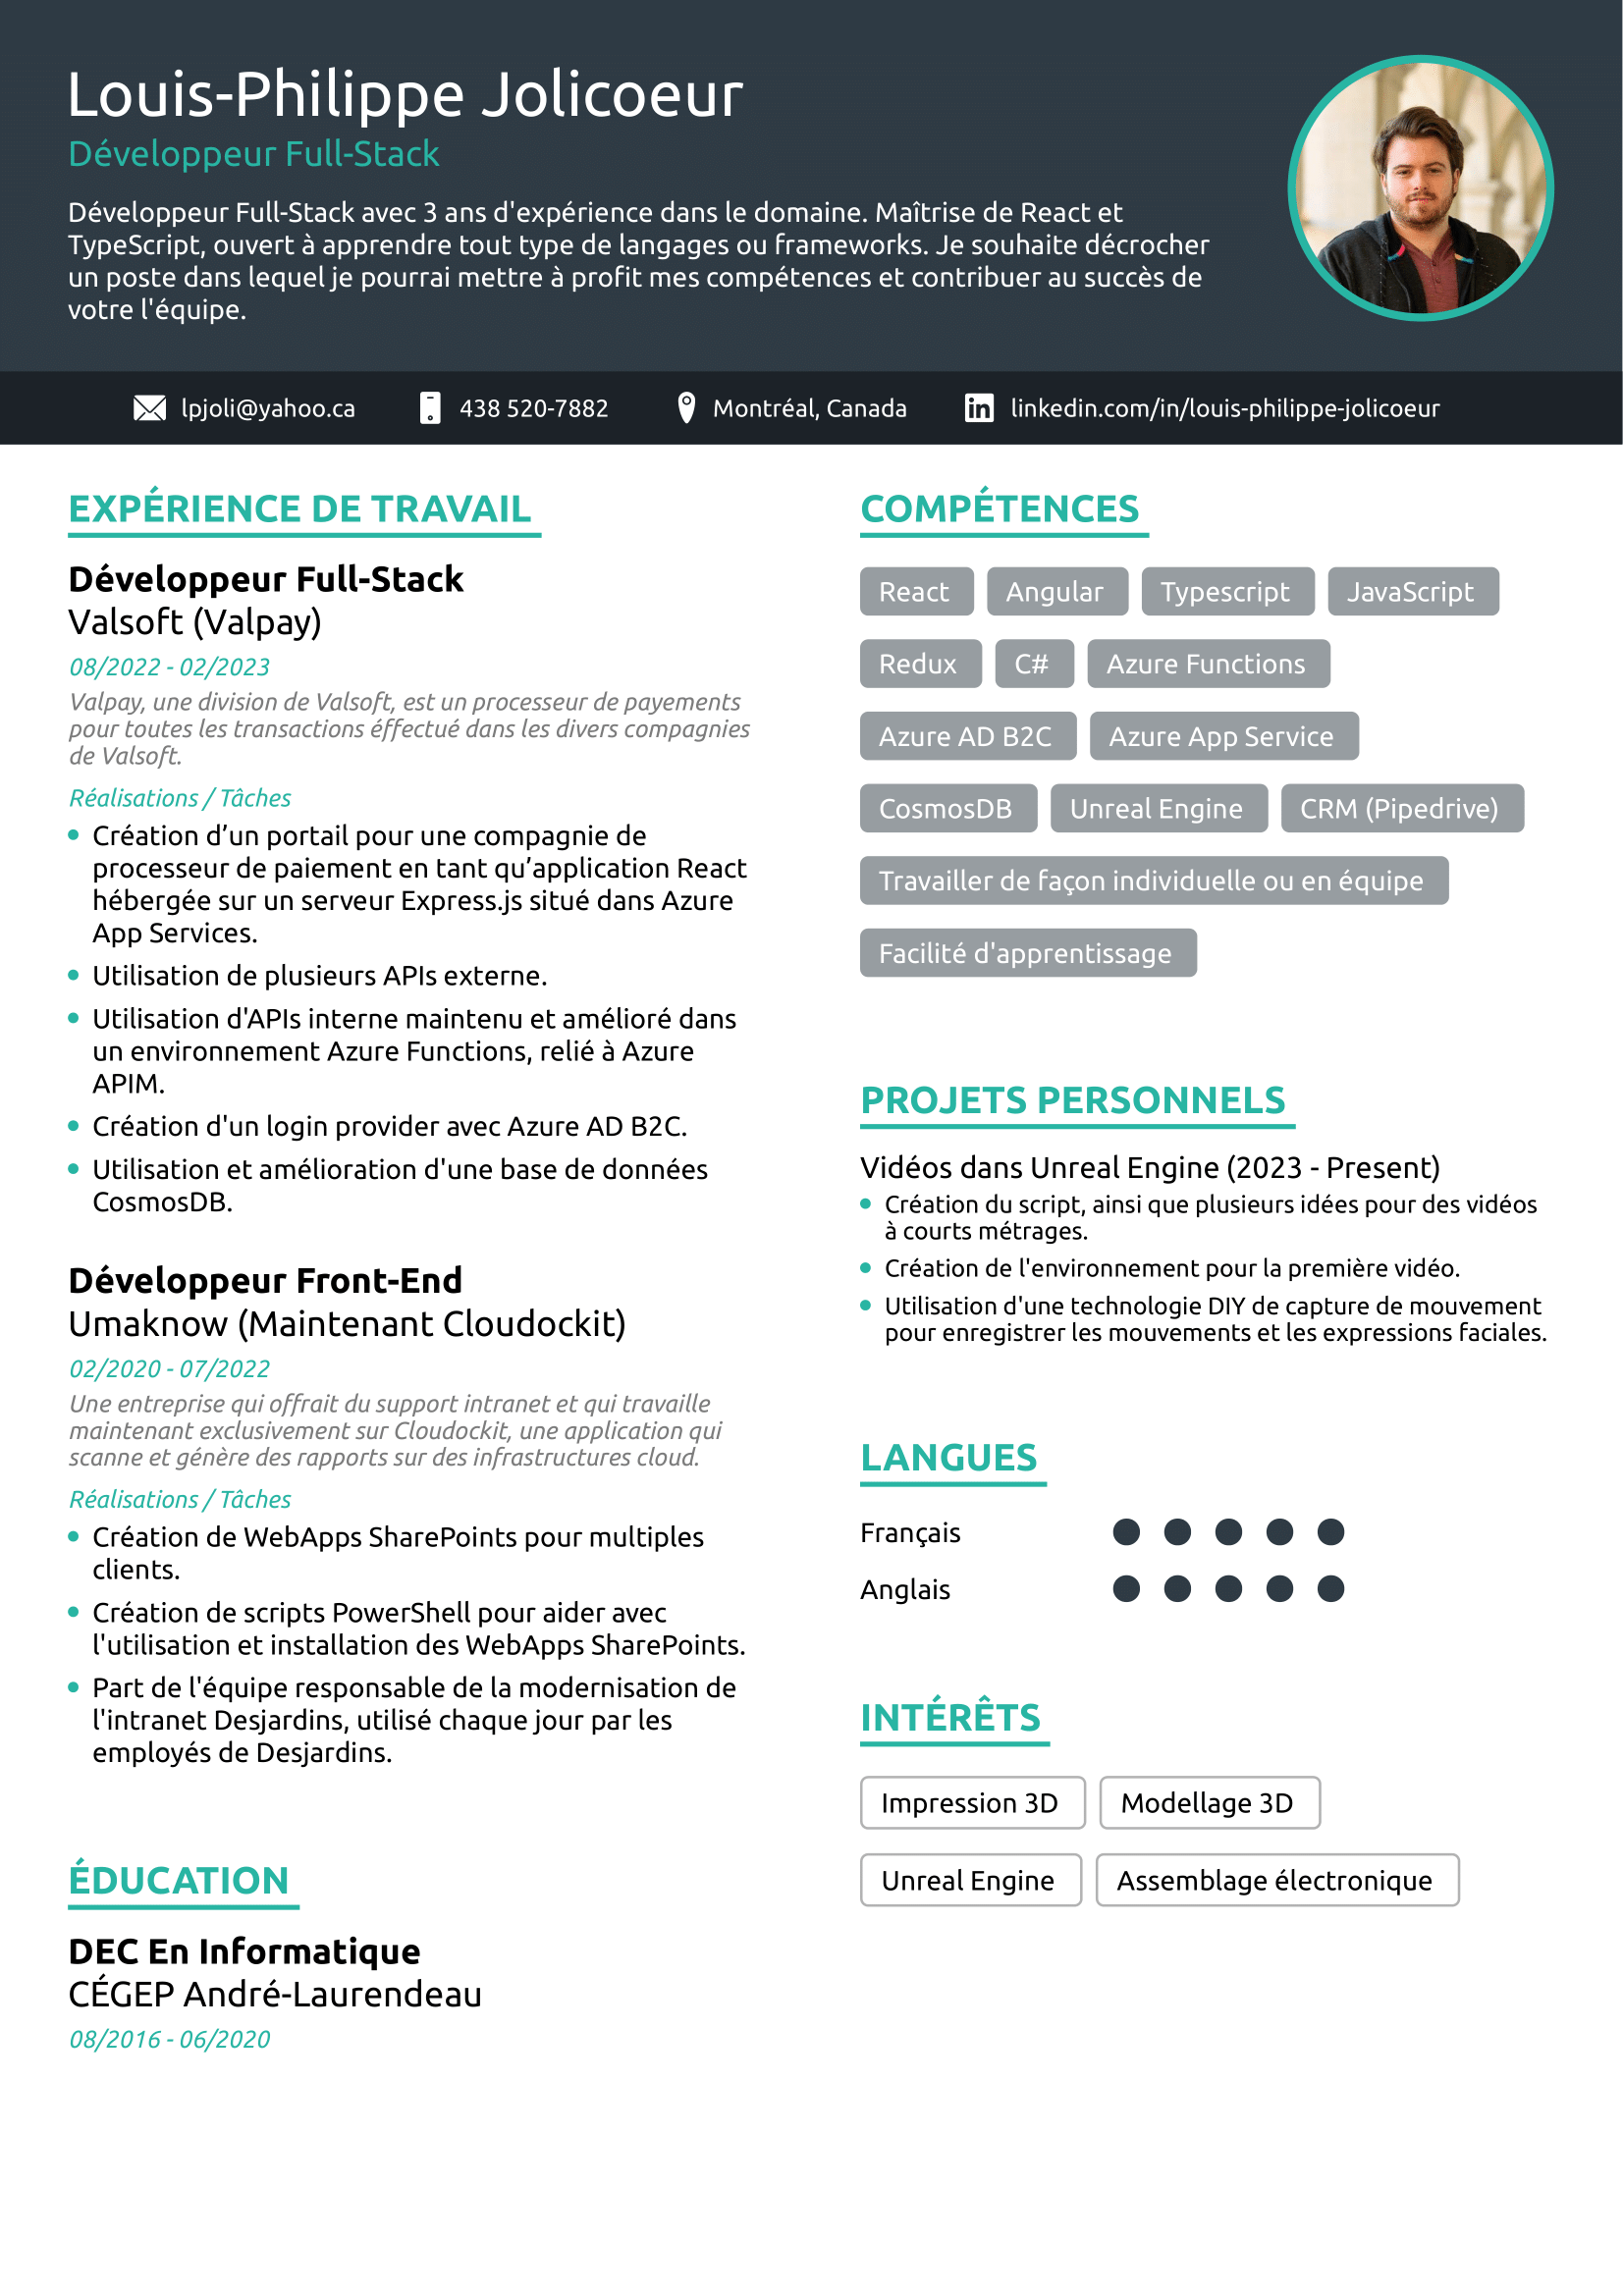 Louis-Philippe Jolicoeur
Développeur Full-Stack
Développeur Full-Stack avec 3 ans d'expérience dans le domaine. Maîtrise de React et
TypeScript, ouvert à apprendre tout type de langages ou frameworks. Je souhaite décrocher
un poste dans lequel je pourrai mettre à profit mes compétences et contribuer au succès de
votre l'équipe.
lpjoli@yahoo.ca 438 520-7882 Montréal, Canada linkedin.com/in/louis-philippe-jolicoeur
EXPÉRIENCE DE TRAVAIL
Développeur Full-Stack
Valsoft (Valpay)
08/2022 - 02/2023
Valpay, une division de Valsoft, est un processeur de payements
pour toutes les transactions éffectué dans les divers compagnies
de Valsoft.
Réalisations / Tâches
Création d’un portail pour une compagnie de
processeur de paiement en tant qu’application React
hébergée sur un serveur Express.js situé dans Azure
App Services.
Utilisation de plusieurs APIs externe.
Utilisation d'APIs interne maintenu et amélioré dans
un environnement Azure Functions, relié à Azure
APIM.
Création d'un login provider avec Azure AD B2C.
Utilisation et amélioration d'une base de données
CosmosDB.
Développeur Front-End
Umaknow (Maintenant Cloudockit)
02/2020 - 07/2022
Une entreprise qui offrait du support intranet et qui travaille
maintenant exclusivement sur Cloudockit, une application qui
scanne et génère des rapports sur des infrastructures cloud.
Réalisations / Tâches
Création de WebApps SharePoints pour multiples
clients.
Création de scripts PowerShell pour aider avec
l'utilisation et installation des WebApps SharePoints.
Part de l'équipe responsable de la modernisation de
l'intranet Desjardins, utilisé chaque jour par les
employés de Desjardins.
ÉDUCATION
DEC En Informatique
CÉGEP André-Laurendeau
08/2016 - 06/2020
COMPÉTENCES
React Angular Typescript JavaScript
Redux C# Azure Functions
Azure AD B2C Azure App Service
CosmosDB Unreal Engine CRM (Pipedrive)
Travailler de façon individuelle ou en équipe
Facilité d'apprentissage
PROJETS PERSONNELS
Vidéos dans Unreal Engine (2023 - Present)
Création du script, ainsi que plusieurs idées pour des vidéos
à courts métrages.
Création de l'environnement pour la première vidéo.
Utilisation d'une technologie DIY de capture de mouvement
pour enregistrer les mouvements et les expressions faciales.
LANGUES
Français
Anglais
INTÉRÊTS
Impression 3D Modellage 3D
Unreal Engine Assemblage électronique